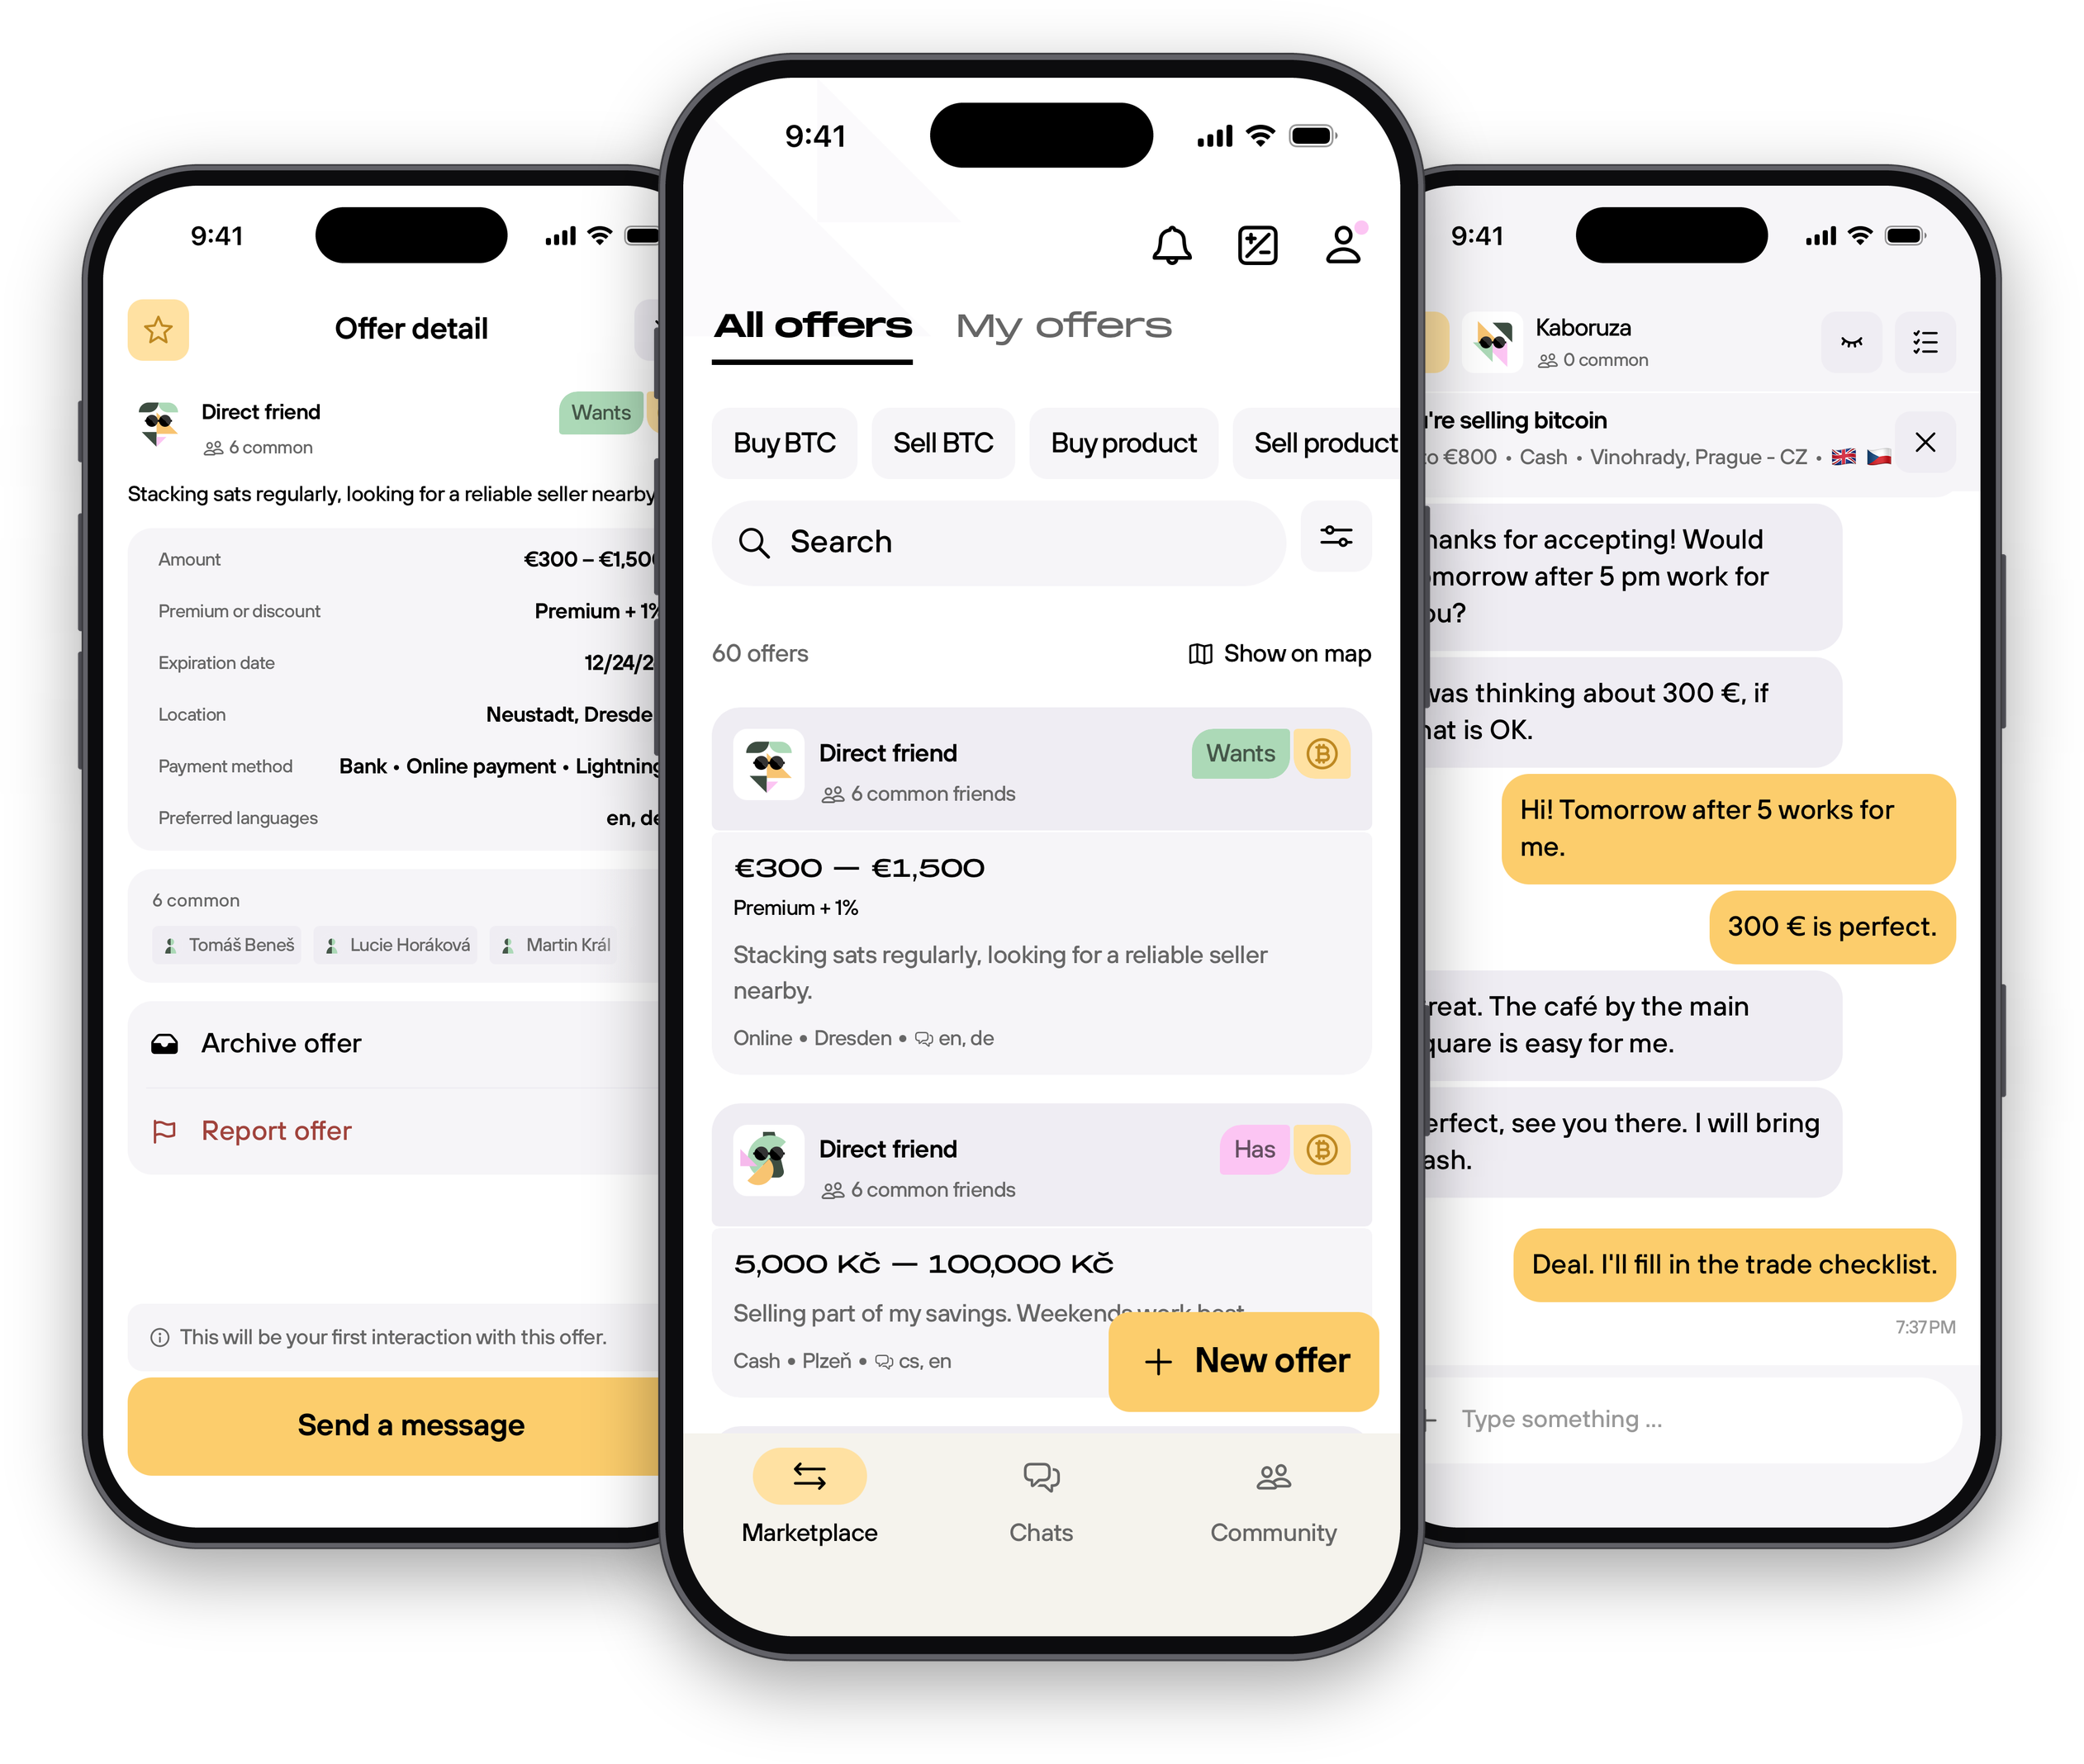 9:41
Offer detail
Direct friend
6 common
Wants
Stacking sats regularly, looking for a reliable seller nearby
Amount €300 – €1,500
Premium or discount Premium + 1%
Expiration date 12/24/2
Location Neustadt, Dresde
Payment method Bank • Online payment • Lightning
Preferred languages en, de
6 common
Tomáš Beneš Lucie Horáková Martin Král
Archive offer
Report offer
This will be your first interaction with this offer.
Send a message
9:41
All offers My offers
Buy BTC Sell BTC Buy product Sell product
Search
60 offers Show on map
Direct friend
6 common friends
Wants
€300 — €1,500
Premium + 1%
Stacking sats regularly, looking for a reliable seller
nearby.
Online • Dresden • en, de
Direct friend
6 common friends
Has
5,000 Kč — 100,000 Kč
Selling part of my savings. Weekends work best
Cash • Plzeň • cs, en
New offer
Marketplace Chats Community
9:41
Kaboruza
0 common
're selling bitcoin
to €800 • Cash • Vinohrady, Prague - CZ •
hanks for accepting! Would
omorrow after 5 pm work for
ou?
was thinking about 300 €, if
hat is OK.
Hi! Tomorrow after 5 works for
me.
300 € is perfect.
reat. The café by the main
quare is easy for me.
erfect, see you there. I will bring
ash.
Deal. I'll fill in the trade checklist.
7:37 PM
Type something ...